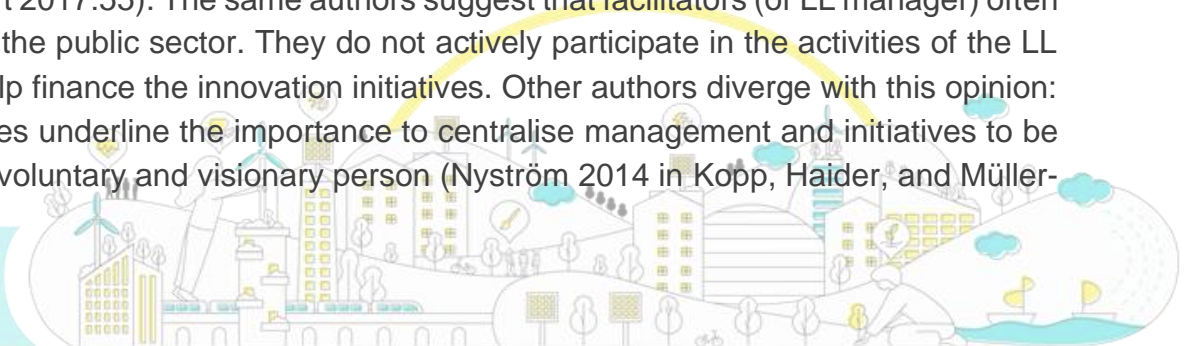 t 2017:35). The same authors suggest that facilitators (or LL manager) often
the public sector. They do not actively participate in the activities of the LL
lp finance the innovation initiatives. Other authors diverge with this opinion:
es underline the importance to centralise management and initiatives to be
voluntary and visionary person (Nyström 2014 in Kopp, Haider, and Müller-